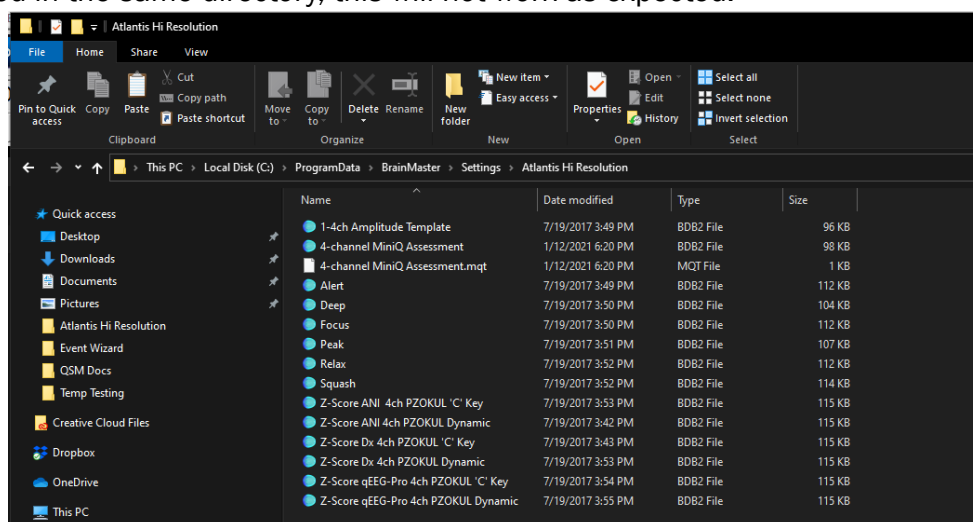 ed in the same directory, this will not from as expected.
Atlantis Hi Resolution
File Home Share View
Pin to Quick access
Copy
Paste
Cut
Copy path
Paste shortcut
Move to
Copy to
Delete
Rename
New folder
New item
Easy access
Properties
Open
Edit
History
Select all
Select none
Invert selection
Clipboard Organize New Open Select
This PC > Local Disk (C:) > ProgramData > BrainMaster > Settings > Atlantis Hi Resolution
Quick access
Desktop
Downloads
Documents
Pictures
Atlantis Hi Resolution
Event Wizard
QSM Docs
Temp Testing
Creative Cloud Files
Dropbox
OneDrive
This PC
Name Date modified Type Size
1-4ch Amplitude Template 7/19/2017 3:49 PM BDB2 File 96 KB
4-channel MiniQ Assessment 1/12/2021 6:20 PM BDB2 File 98 KB
4-channel MiniQ Assessment.mqt 1/12/2021 6:20 PM MQT File 1 KB
Alert 7/19/2017 3:49 PM BDB2 File 112 KB
Deep 7/19/2017 3:50 PM BDB2 File 104 KB
Focus 7/19/2017 3:50 PM BDB2 File 112 KB
Peak 7/19/2017 3:51 PM BDB2 File 107 KB
Relax 7/19/2017 3:52 PM BDB2 File 112 KB
Squash 7/19/2017 3:52 PM BDB2 File 114 KB
Z-Score ANI 4ch PZOKUL 'C' Key 7/19/2017 3:53 PM BDB2 File 115 KB
Z-Score ANI 4ch PZOKUL Dynamic 7/19/2017 3:42 PM BDB2 File 115 KB
Z-Score Dx 4ch PZOKUL 'C' Key 7/19/2017 3:43 PM BDB2 File 115 KB
Z-Score Dx 4ch PZOKUL Dynamic 7/19/2017 3:53 PM BDB2 File 115 KB
Z-Score qEEG-Pro 4ch PZOKUL 'C' Key 7/19/2017 3:54 PM BDB2 File 115 KB
Z-Score qEEG-Pro 4ch PZOKUL Dynamic 7/19/2017 3:55 PM BDB2 File 115 KB